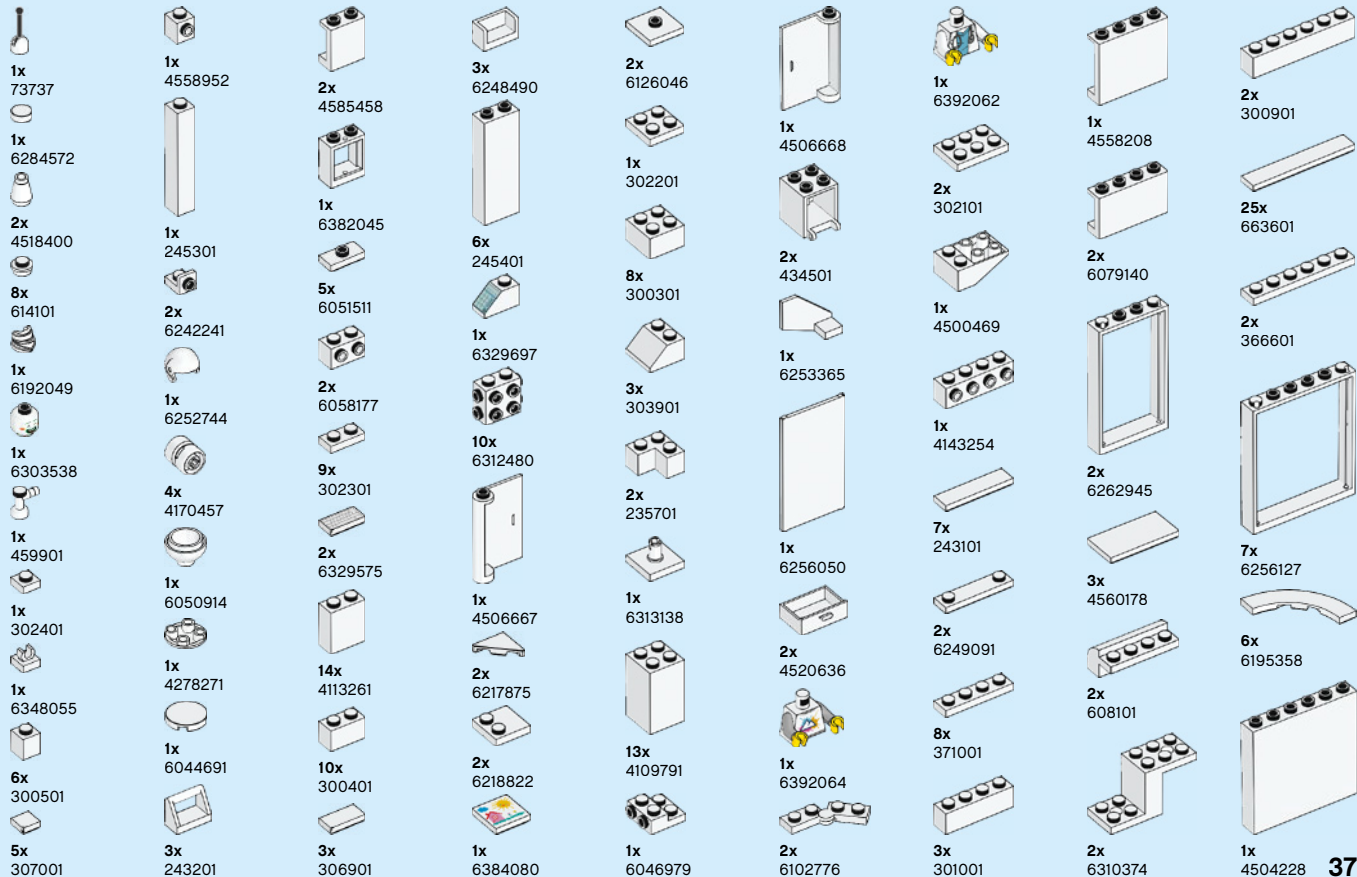 1x
73737
1x
6284572
2x
4518400
8x
614101
1x
6192049
1x
6303538
1x
459901
1x
302401
1x
6348055
6x
300501
5x
307001
1x
4558952
1x
245301
2x
6242241
1x
6252744
4x
4170457
1x
6050914
1x
4278271
1x
6044691
3x
243201
2x
4585458
1x
6382045
5x
6051511
2x
6058177
9x
302301
2x
6329575
14x
4113261
10x
300401
3x
306901
3x
6248490
6x
245401
1x
6329697
10x
6312480
1x
4506667
2x
6217875
2x
6218822
1x
6384080
2x
6126046
1x
302201
8x
300301
3x
303901
2x
235701
1x
6313138
13x
4109791
1x
6046979
1x
4506668
2x
434501
1x
6253365
1x
6256050
2x
4520636
1x
6392064
2x
6102776
1x
6392062
2x
302101
1x
4500469
1x
4143254
7x
243101
2x
6249091
8x
371001
3x
301001
1x
4558208
2x
6079140
2x
6262945
3x
4560178
2x
608101
2x
6310374
2x
300901
25x
663601
2x
366601
7x
6256127
6x
6195358
1x
4504228
37